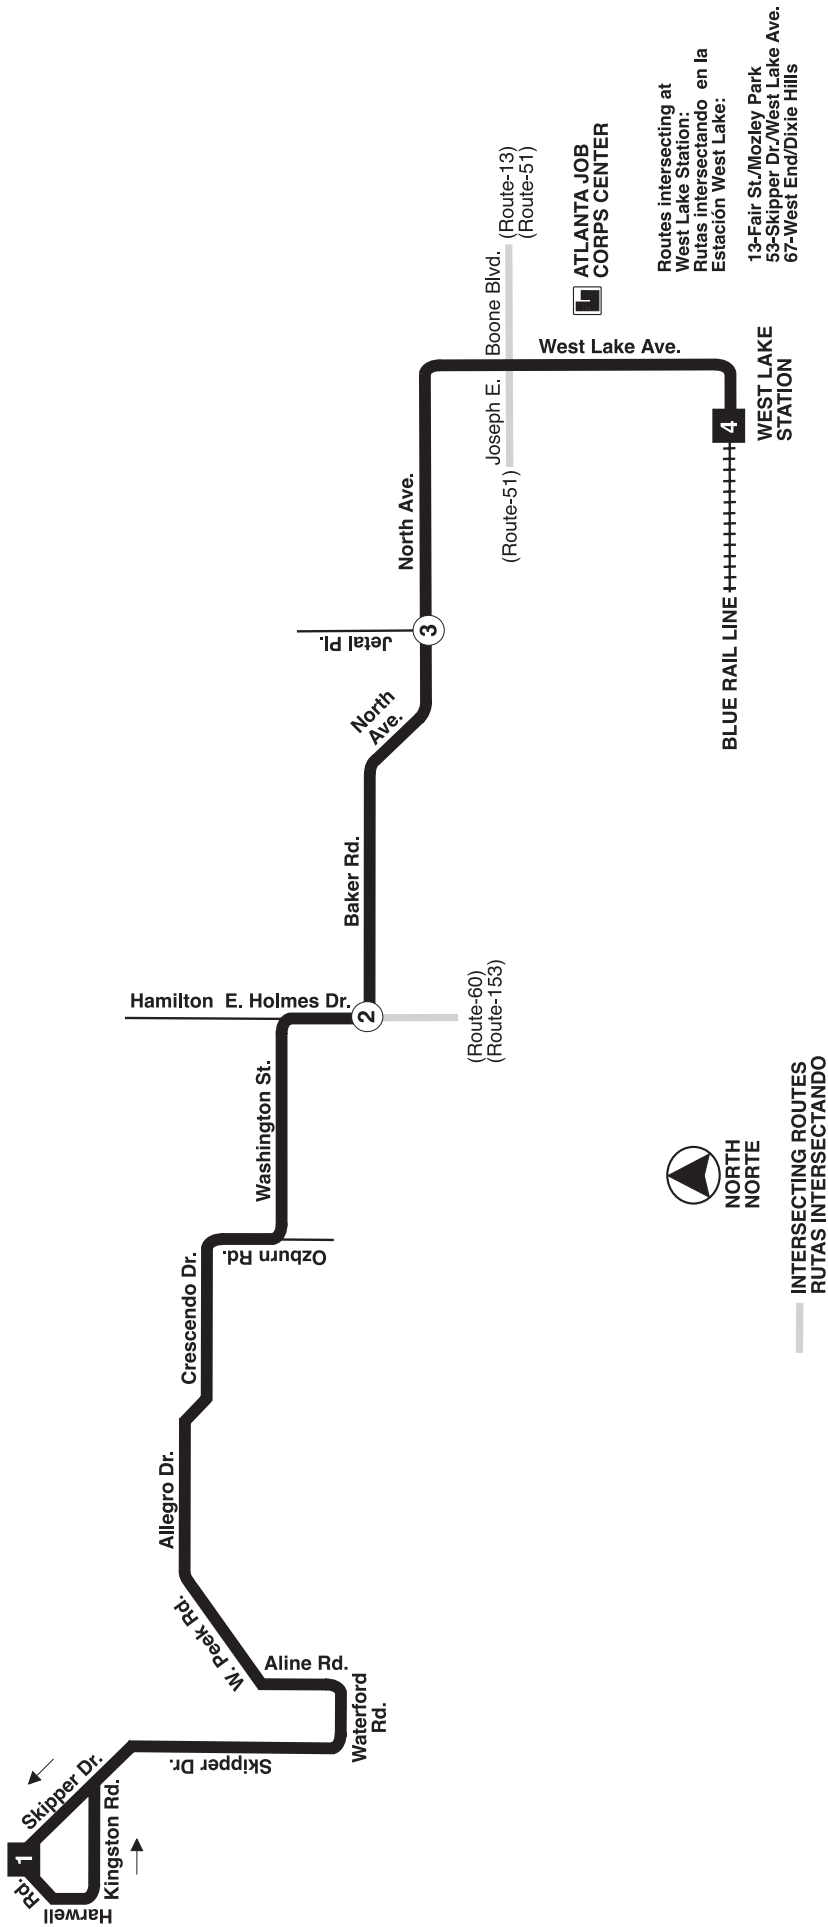 1
Skipper Dr.
Harwell
Rd.
Kingston Rd.
Skipper Dr.
Waterford
Rd.
Aline Rd.
W. Peek Rd.
Allegro Dr.
Crescendo Dr.
Ozburn Rd.
Washington St.
Hamilton E. Holmes Dr.
2
(Route-60)
(Route-153)
Baker Rd.
North
Ave.
Jetal Pl.
3
North Ave.
Joseph E. Boone Blvd.
(Route-51)
(Route-13)
(Route-51)
West Lake Ave.
ATLANTA JOB
CORPS CENTER
4
WEST LAKE
STATION
BLUE RAIL LINE
Routes intersecting at
West Lake Station:
Rutas intersectando en la
Estación West Lake:
13-Fair St./Mozley Park
53-Skipper Dr./West Lake Ave.
67-West End/Dixie Hills
NORTH
NORTE
INTERSECTING ROUTES
RUTAS INTERSECTANDO